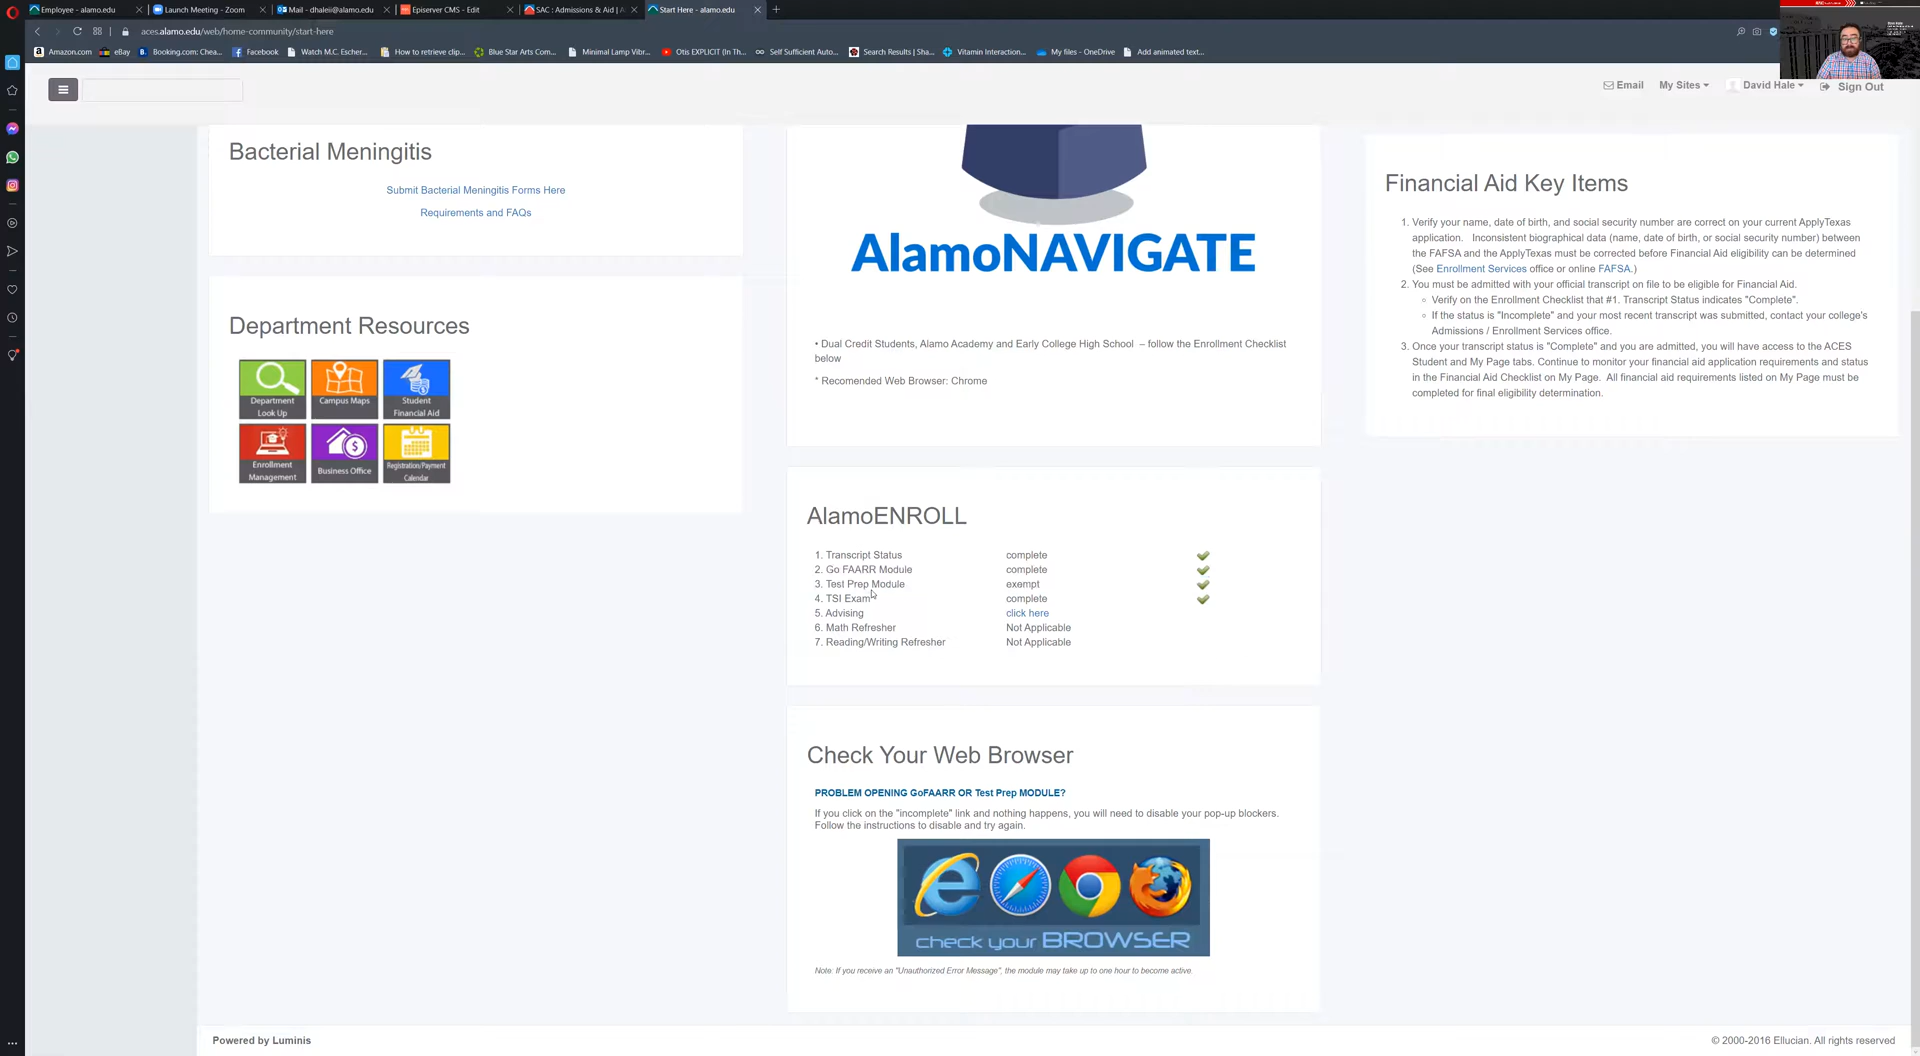 Employee - alamo.edu
Launch Meeting - Zoom
Mail - dhaleii@alamo.edu
Episerver CMS - Edit
SAC : Admissions & Aid | A
Start Here - alamo.edu
aces.alamo.edu/web/home-community/start-here
Amazon.com
eBay
Booking.com: Chea...
Facebook
Watch M.C. Escher...
How to retrieve clip...
Blue Star Arts Com...
Minimal Lamp Vibr...
Otis EXPLICIT (In Th...
Self Sufficient Auto...
Search Results | Sha...
Vitamin Interaction...
My files - OneDrive
Add animated text...
Email
My Sites
David Hale
Sign Out
Bacterial Meningitis
Submit Bacterial Meningitis Forms Here
Requirements and FAQs
Department Resources
Department Look Up
Campus Maps
Student Financial Aid
Enrollment Management
Business Office
Registration/Payment Calendar
AlamoNAVIGATE
• Dual Credit Students, Alamo Academy and Early College High School – follow the Enrollment Checklist
below
* Recomended Web Browser: Chrome
AlamoENROLL
1. Transcript Status complete
2. Go FAARR Module complete
3. Test Prep Module exempt
4. TSI Exam complete
5. Advising click here
6. Math Refresher Not Applicable
7. Reading/Writing Refresher Not Applicable
Check Your Web Browser
PROBLEM OPENING GoFAARR OR Test Prep MODULE?
If you click on the "incomplete" link and nothing happens, you will need to disable your pop-up blockers.
Follow the instructions to disable and try again.
check your BROWSER
Note: If you receive an "Unauthorized Error Message", the module may take up to one hour to become active.
Financial Aid Key Items
1. Verify your name, date of birth, and social security number are correct on your current ApplyTexas
application. Inconsistent biographical data (name, date of birth, or social security number) between
the FAFSA and the ApplyTexas must be corrected before Financial Aid eligibility can be determined
(See Enrollment Services office or online FAFSA.)
2. You must be admitted with your official transcript on file to be eligible for Financial Aid.
Verify on the Enrollment Checklist that #1. Transcript Status indicates "Complete".
If the status is "Incomplete" and your most recent transcript was submitted, contact your college's
Admissions / Enrollment Services office.
3. Once your transcript status is "Complete" and you are admitted, you will have access to the ACES
Student and My Page tabs. Continue to monitor your financial aid application requirements and status
in the Financial Aid Checklist on My Page. All financial aid requirements listed on My Page must be
completed for final eligibility determination.
Powered by Luminis
© 2000-2016 Ellucian. All rights reserved